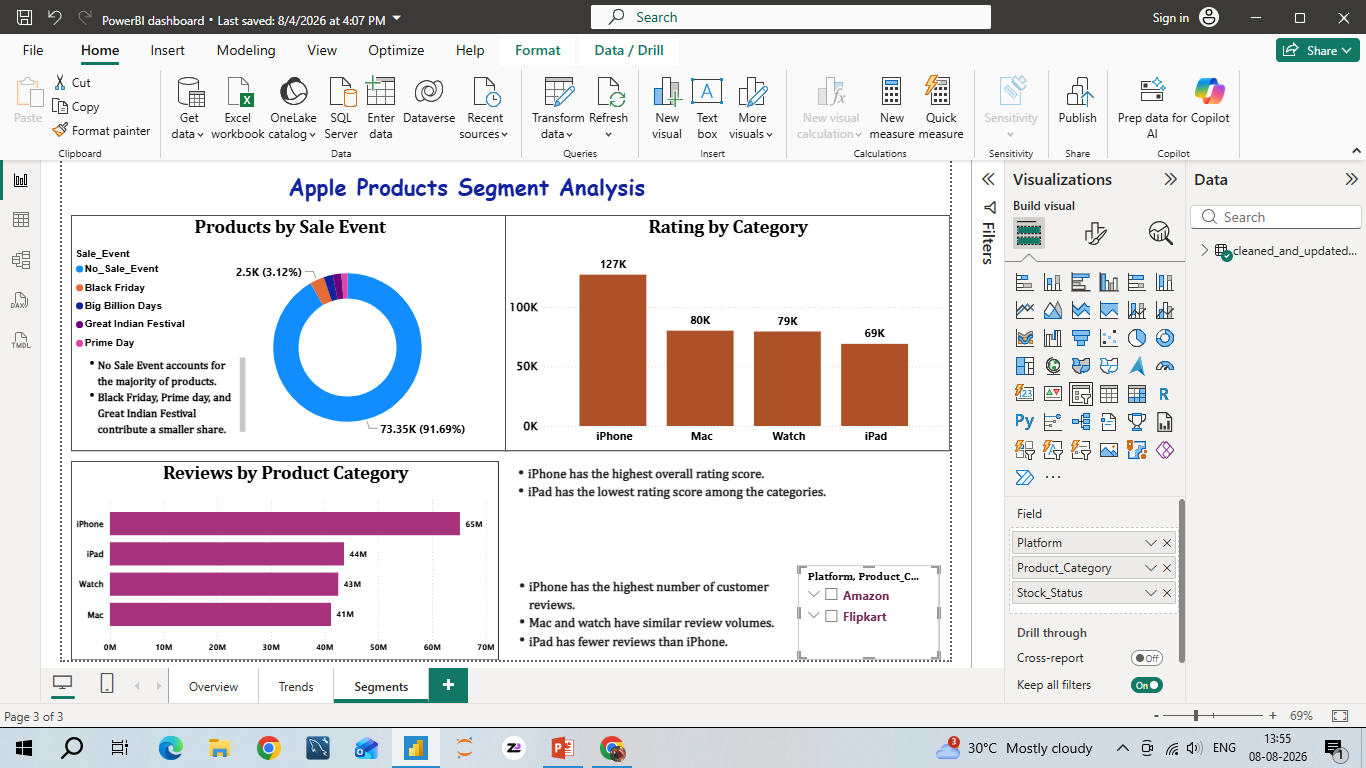 PowerBI dashboard • Last saved: 8/4/2026 at 4:07 PM
Search
Sign in
File Home Insert Modeling View Optimize Help Format Data / Drill
Share
Paste
Cut
Copy
Format painter
Clipboard
Get data
Excel workbook
OneLake catalog
SQL Server
Enter data
Dataverse
Recent sources
Data
Transform data
Refresh
Queries
New visual
Text box
More visuals
Insert
New visual calculation
New measure
Quick measure
Calculations
Sensitivity
Sensitivity
Publish
Share
Prep data for AI
Copilot
Copilot
Apple Products Segment Analysis
Products by Sale Event
Sale_Event
No_Sale_Event
Black Friday
Big Billion Days
Great Indian Festival
Prime Day
2.5K (3.12%)
73.35K (91.69%)
• No Sale Event accounts for
the majority of products.
• Black Friday, Prime day, and
Great Indian Festival
contribute a smaller share.
Rating by Category
127K
80K
79K
69K
100K
50K
0K
iPhone Mac Watch iPad
Reviews by Product Category
iPhone 65M
iPad 44M
Watch 43M
Mac 41M
0M 10M 20M 30M 40M 50M 60M 70M
• iPhone has the highest overall rating score.
• iPad has the lowest rating score among the categories.
• iPhone has the highest number of customer
reviews.
• Mac and watch have similar review volumes.
• iPad has fewer reviews than iPhone.
Platform, Product_C...
Amazon
Flipkart
Filters
Visualizations
Build visual
123
R
Py
Field
Platform
Product_Category
Stock_Status
Drill through
Cross-report Off
Keep all filters On
Data
Search
cleaned_and_updated...
DAX
TMDL
Overview Trends Segments
Page 3 of 3
69%
3
30°C Mostly cloudy
ENG
13:55
08-08-2026
1